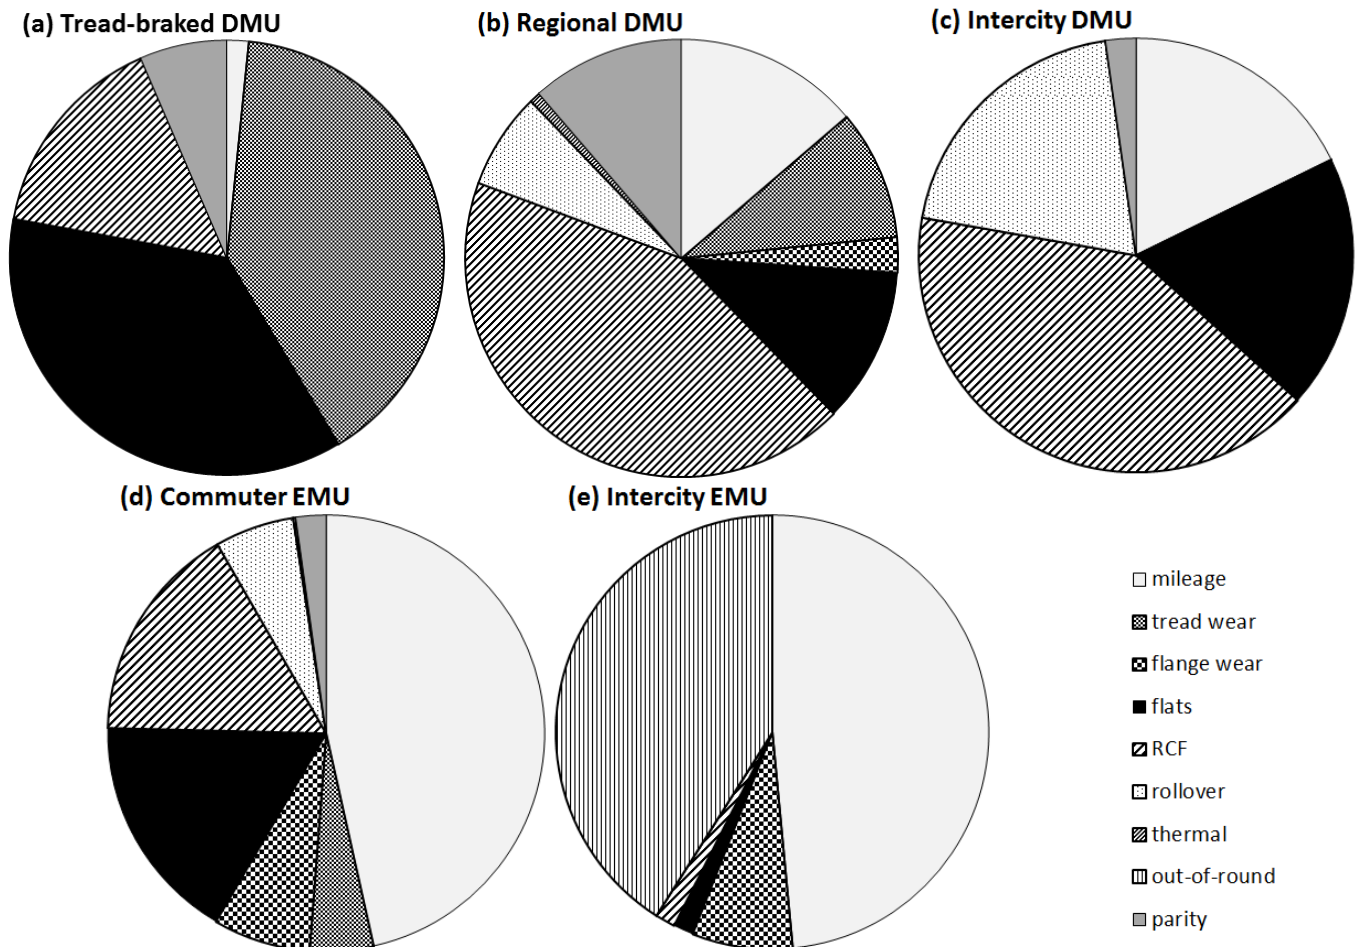 (a) Tread-braked DMU
(b) Regional DMU
(c) Intercity DMU
(d) Commuter EMU
(e) Intercity EMU
mileage
tread wear
flange wear
flats
RCF
rollover
thermal
out-of-round
parity